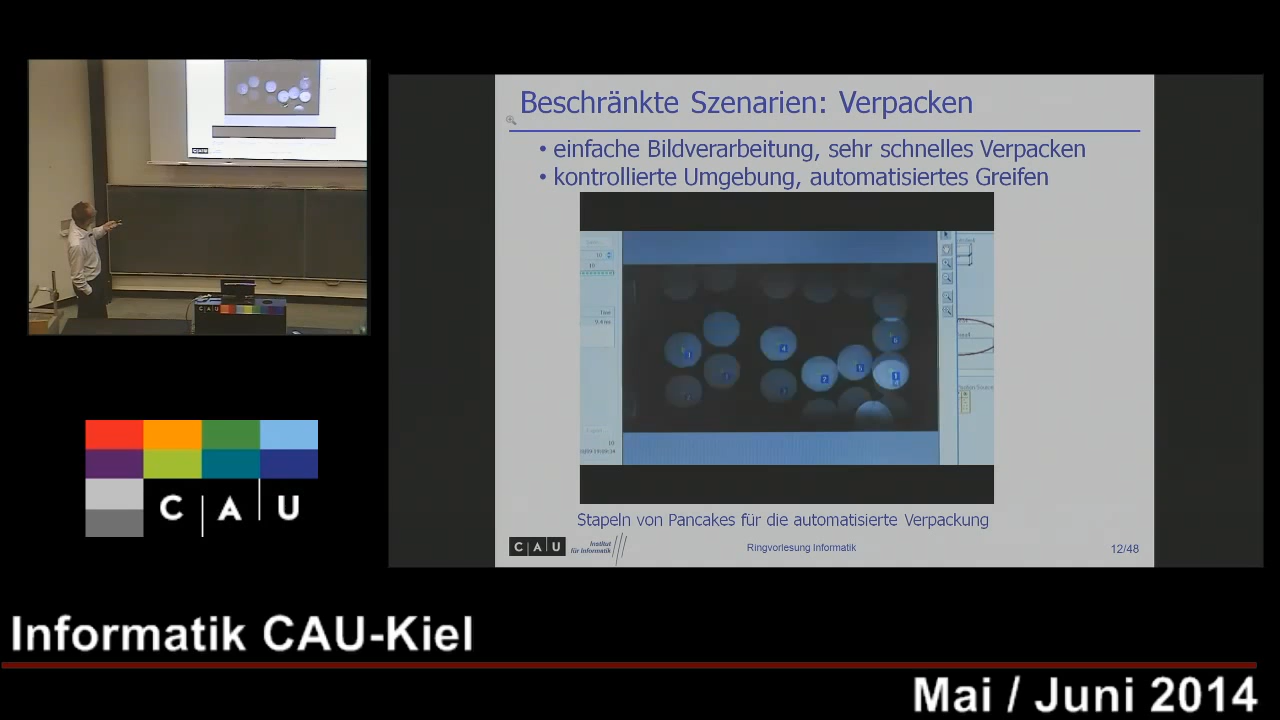 Beschränkte Szenarien: Verpacken
• einfache Bildverarbeitung, sehr schnelles Verpacken
• kontrollierte Umgebung, automatisiertes Greifen
Stapeln von Pancakes für die automatisierte Verpackung
C A U
Institut
für Informatik
Ringvorlesung Informatik
12/48
C A U
Informatik CAU-Kiel
Mai / Juni 2014